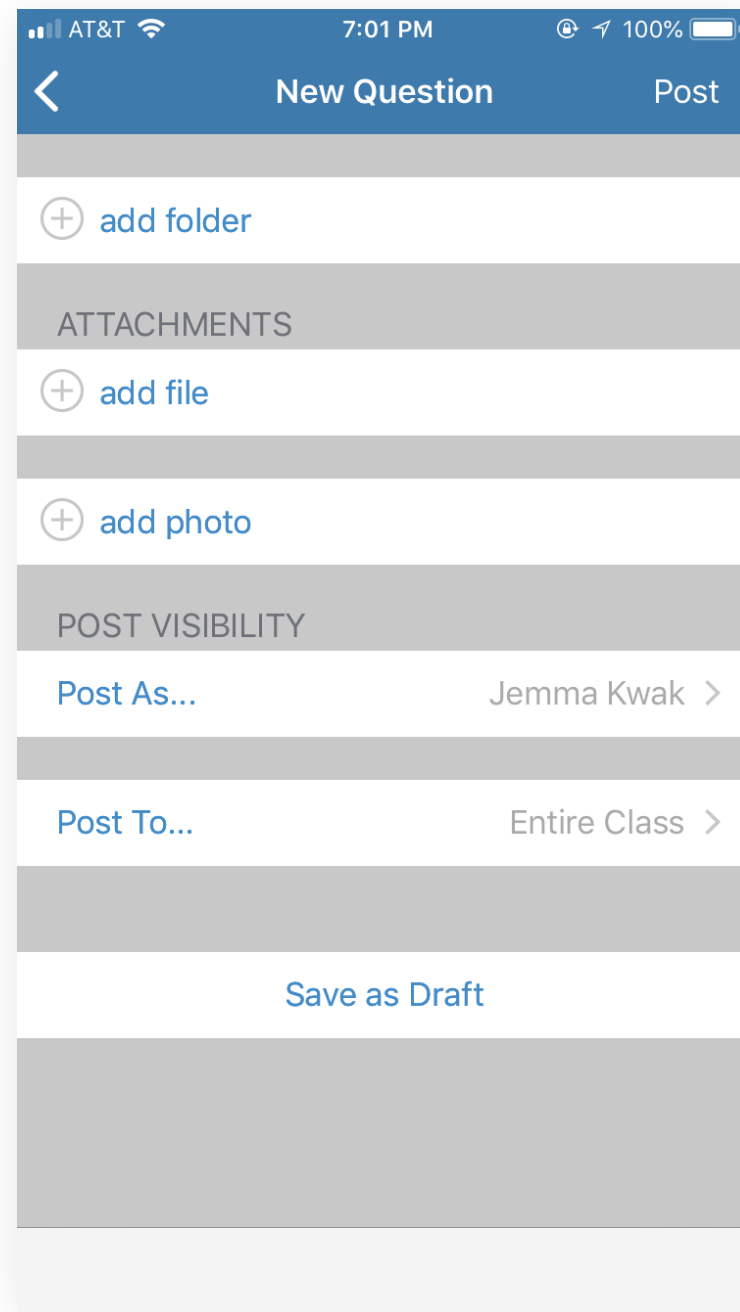 AT&T 7:01 PM 100%
New Question Post
add folder
ATTACHMENTS
add file
add photo
POST VISIBILITY
Post As... Jemma Kwak
Post To... Entire Class
Save as Draft